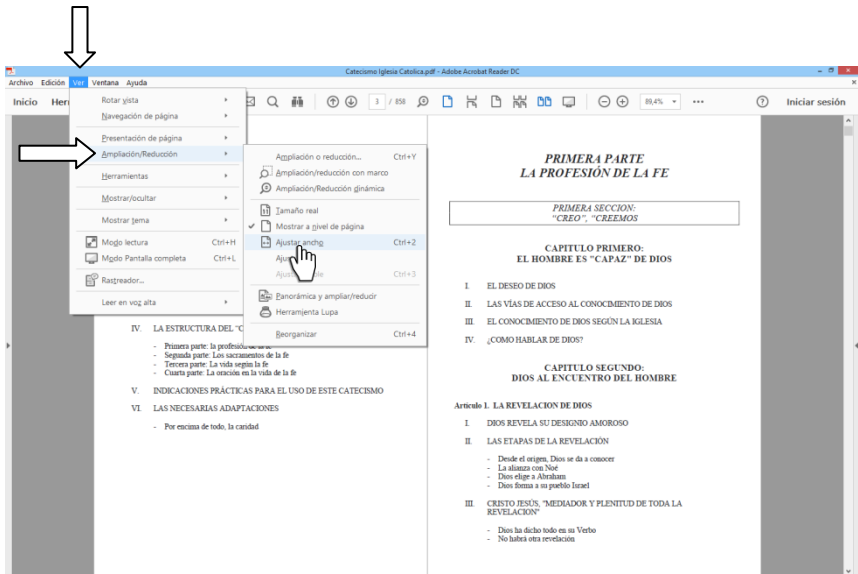 Catecismo Iglesia Catolica.pdf - Adobe Acrobat Reader DC
Archivo Edición Ver Ventana Ayuda
Inicio Her
3 / 858
89,4%
Iniciar sesión
Rotar vista
Navegación de página
Presentación de página
Ampliación/Reducción
Herramientas
Mostrar/ocultar
Mostrar tema
Modo lectura Ctrl+H
Modo Pantalla completa Ctrl+L
Rastreador...
Leer en voz alta
Ampliación o reducción... Ctrl+Y
Ampliación/reducción con marco
Ampliación/Reducción dinámica
Tamaño real
Mostrar a nivel de página
Ajustar ancho Ctrl+2
Ctrl+3
Panorámica y ampliar/reducir
Herramienta Lupa
Reorganizar Ctrl+4
IV. LA ESTRUCTURA DEL "C
- Primera parte: la profesión de la fe
- Segunda parte: Los sacramentos de la fe
- Tercera parte: La vida según la fe
- Cuarta parte: La oración en la vida de la fe
V. INDICACIONES PRÁCTICAS PARA EL USO DE ESTE CATECISMO
VI. LAS NECESARIAS ADAPTACIONES
- Por encima de todo, la caridad
PRIMERA PARTE
LA PROFESIÓN DE LA FE
PRIMERA SECCION:
"CREO", "CREEMOS
CAPITULO PRIMERO:
EL HOMBRE ES "CAPAZ" DE DIOS
I. EL DESEO DE DIOS
II. LAS VÍAS DE ACCESO AL CONOCIMIENTO DE DIOS
III. EL CONOCIMIENTO DE DIOS SEGÚN LA IGLESIA
IV. ¿COMO HABLAR DE DIOS?
CAPITULO SEGUNDO:
DIOS AL ENCUENTRO DEL HOMBRE
Artículo 1. LA REVELACION DE DIOS
I. DIOS REVELA SU DESIGNIO AMOROSO
II. LAS ETAPAS DE LA REVELACIÓN
- Desde el origen, Dios se da a conocer
- La alianza con Noé
- Dios elige a Abraham
- Dios forma a su pueblo Israel
III. CRISTO JESÚS, "MEDIADOR Y PLENITUD DE TODA LA
REVELACION"
- Dios ha dicho todo en su Verbo
- No habrá otra revelación